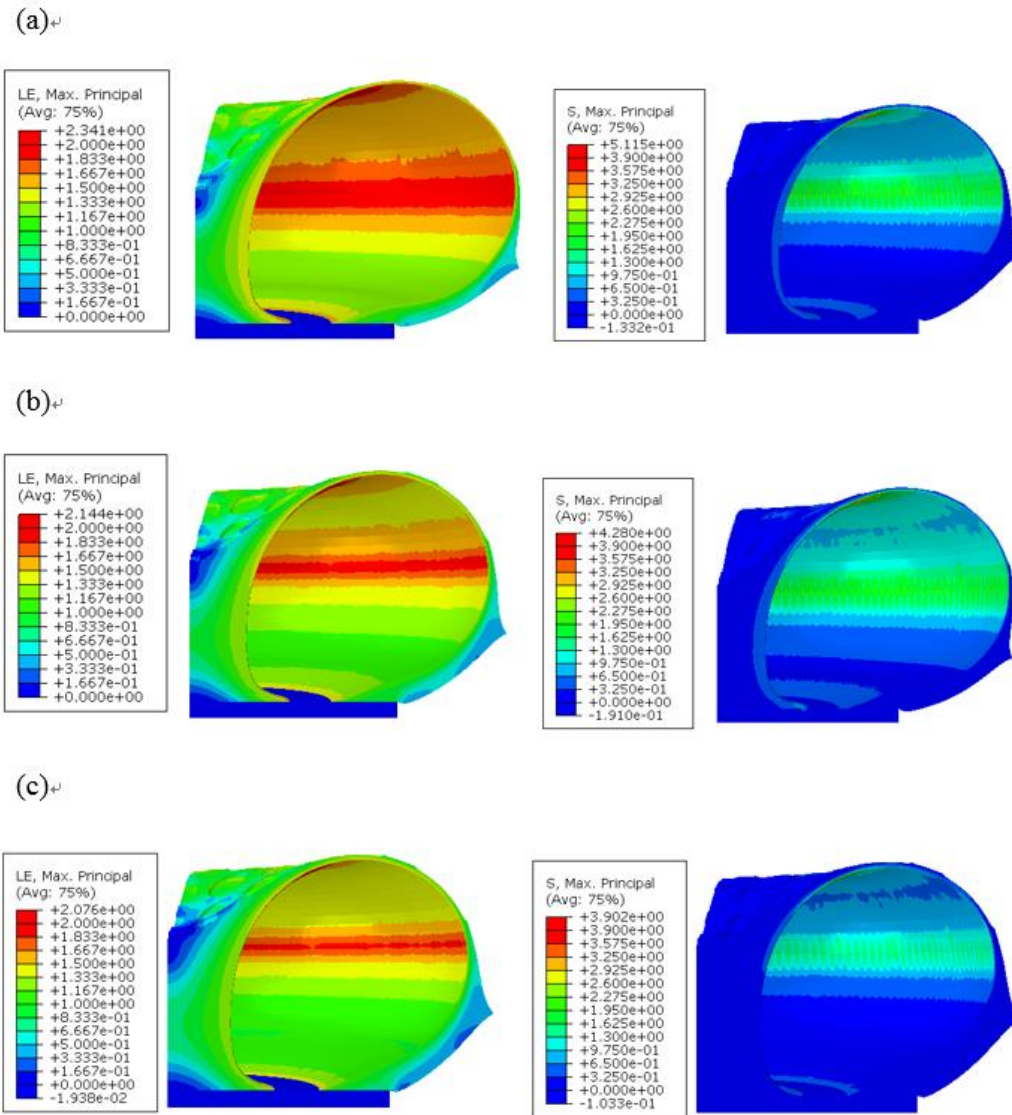 (a)↵
LE, Max. Principal
(Avg: 75%)
+2.341e+00
+2.000e+00
+1.833e+00
+1.667e+00
+1.500e+00
+1.333e+00
+1.167e+00
+1.000e+00
+8.333e-01
+6.667e-01
+5.000e-01
+3.333e-01
+1.667e-01
+0.000e+00
S, Max. Principal
(Avg: 75%)
+5.115e+00
+3.900e+00
+3.575e+00
+3.250e+00
+2.925e+00
+2.600e+00
+2.275e+00
+1.950e+00
+1.625e+00
+1.300e+00
+9.750e-01
+6.500e-01
+3.250e-01
+0.000e+00
-1.332e-01
(b)↵
LE, Max. Principal
(Avg: 75%)
+2.144e+00
+2.000e+00
+1.833e+00
+1.667e+00
+1.500e+00
+1.333e+00
+1.167e+00
+1.000e+00
+8.333e-01
+6.667e-01
+5.000e-01
+3.333e-01
+1.667e-01
+0.000e+00
S, Max. Principal
(Avg: 75%)
+4.280e+00
+3.900e+00
+3.575e+00
+3.250e+00
+2.925e+00
+2.600e+00
+2.275e+00
+1.950e+00
+1.625e+00
+1.300e+00
+9.750e-01
+6.500e-01
+3.250e-01
+0.000e+00
-1.910e-01
(c)↵
LE, Max. Principal
(Avg: 75%)
+2.076e+00
+2.000e+00
+1.833e+00
+1.667e+00
+1.500e+00
+1.333e+00
+1.167e+00
+1.000e+00
+8.333e-01
+6.667e-01
+5.000e-01
+3.333e-01
+1.667e-01
+0.000e+00
-1.938e-02
S, Max. Principal
(Avg: 75%)
+3.902e+00
+3.900e+00
+3.575e+00
+3.250e+00
+2.925e+00
+2.600e+00
+2.275e+00
+1.950e+00
+1.625e+00
+1.300e+00
+9.750e-01
+6.500e-01
+3.250e-01
+0.000e+00
-1.033e-01